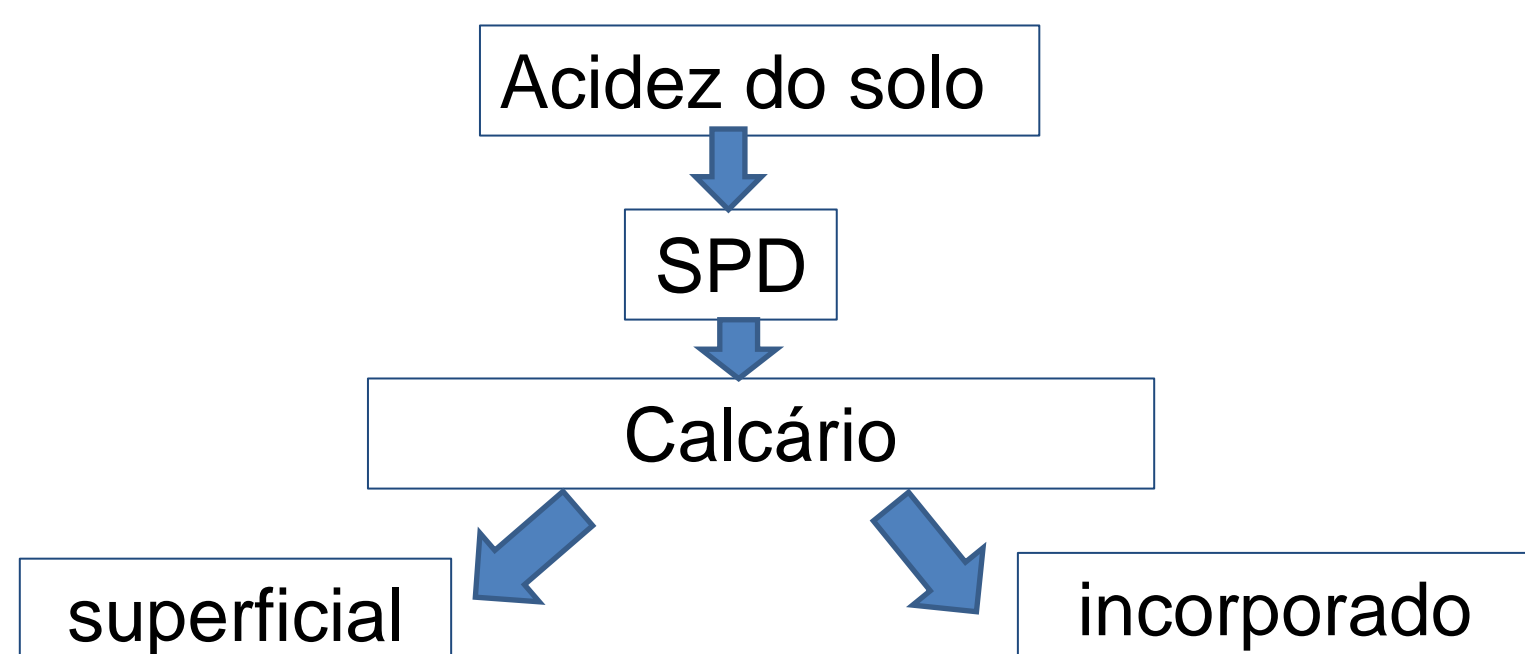 Acidez do solo
SPD
Calcário
superficial
incorporado